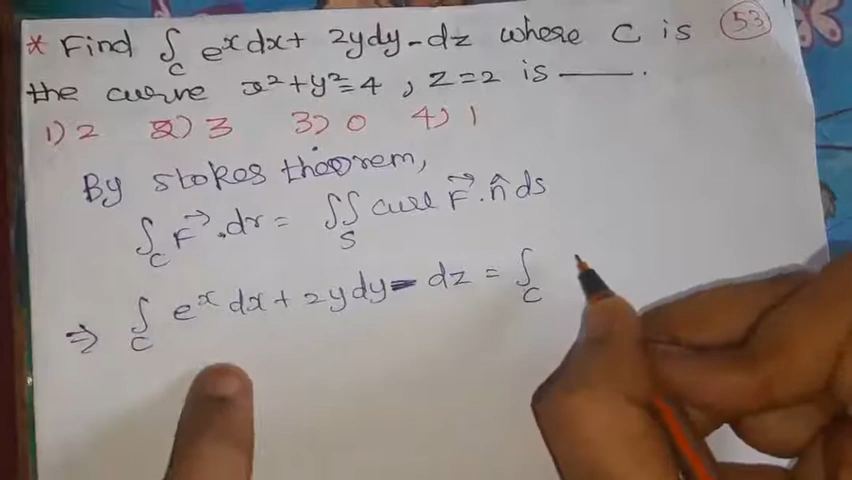 * Find ∫_C e^x dx + 2ydy - dz where C is (53)
the curve x² + y² = 4 , z = 2 is ——— .
1) 2 2) 3 3) 0 4) 1
By stokes theorem,
∫_C F⃗ . dr = ∬_S curl F⃗ . n̂ ds
⇒ ∫_C e^x dx + 2ydy - dz = ∫_C